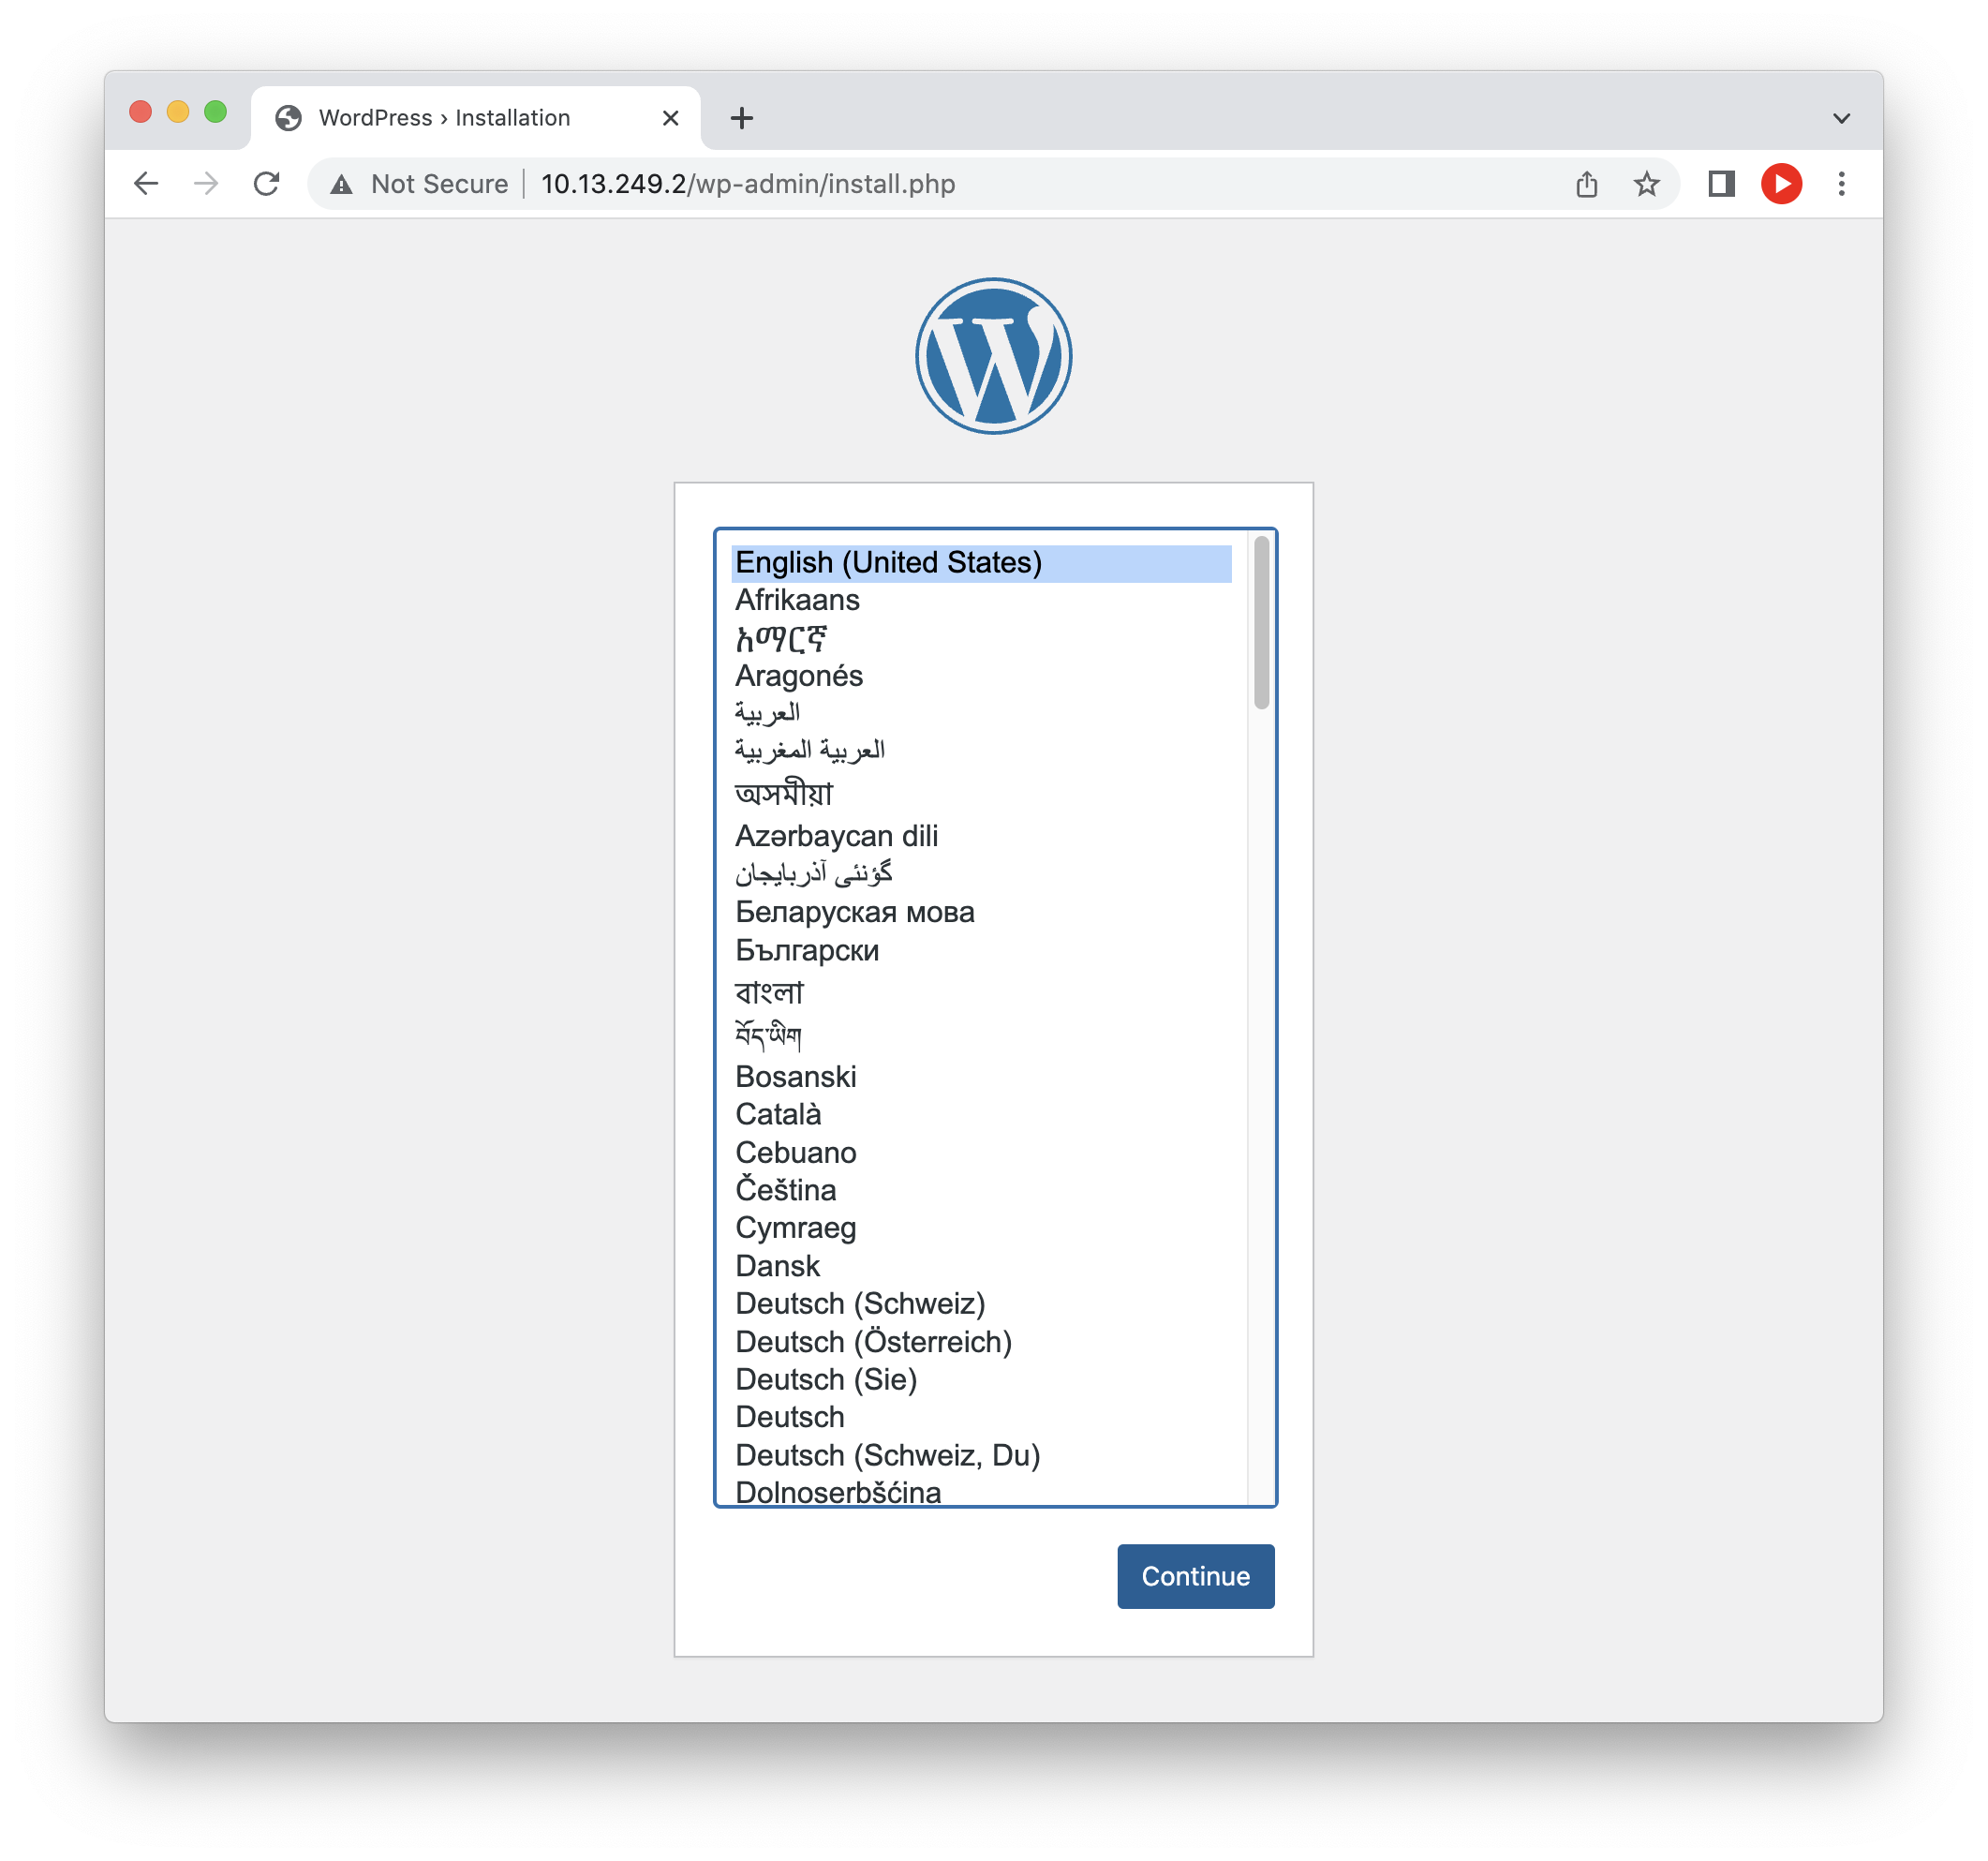 WordPress › Installation
Not Secure | 10.13.249.2/wp-admin/install.php
English (United States)
Afrikaans
አማርኛ
Aragonés
العربية
العربية المغربية
অসমীয়া
Azərbaycan dili
گؤنئی آذربایجان
Беларуская мова
Български
বাংলা
བོད་ཡིག
Bosanski
Català
Cebuano
Čeština
Cymraeg
Dansk
Deutsch (Schweiz)
Deutsch (Österreich)
Deutsch (Sie)
Deutsch
Deutsch (Schweiz, Du)
Dolnoserbšćina
Continue